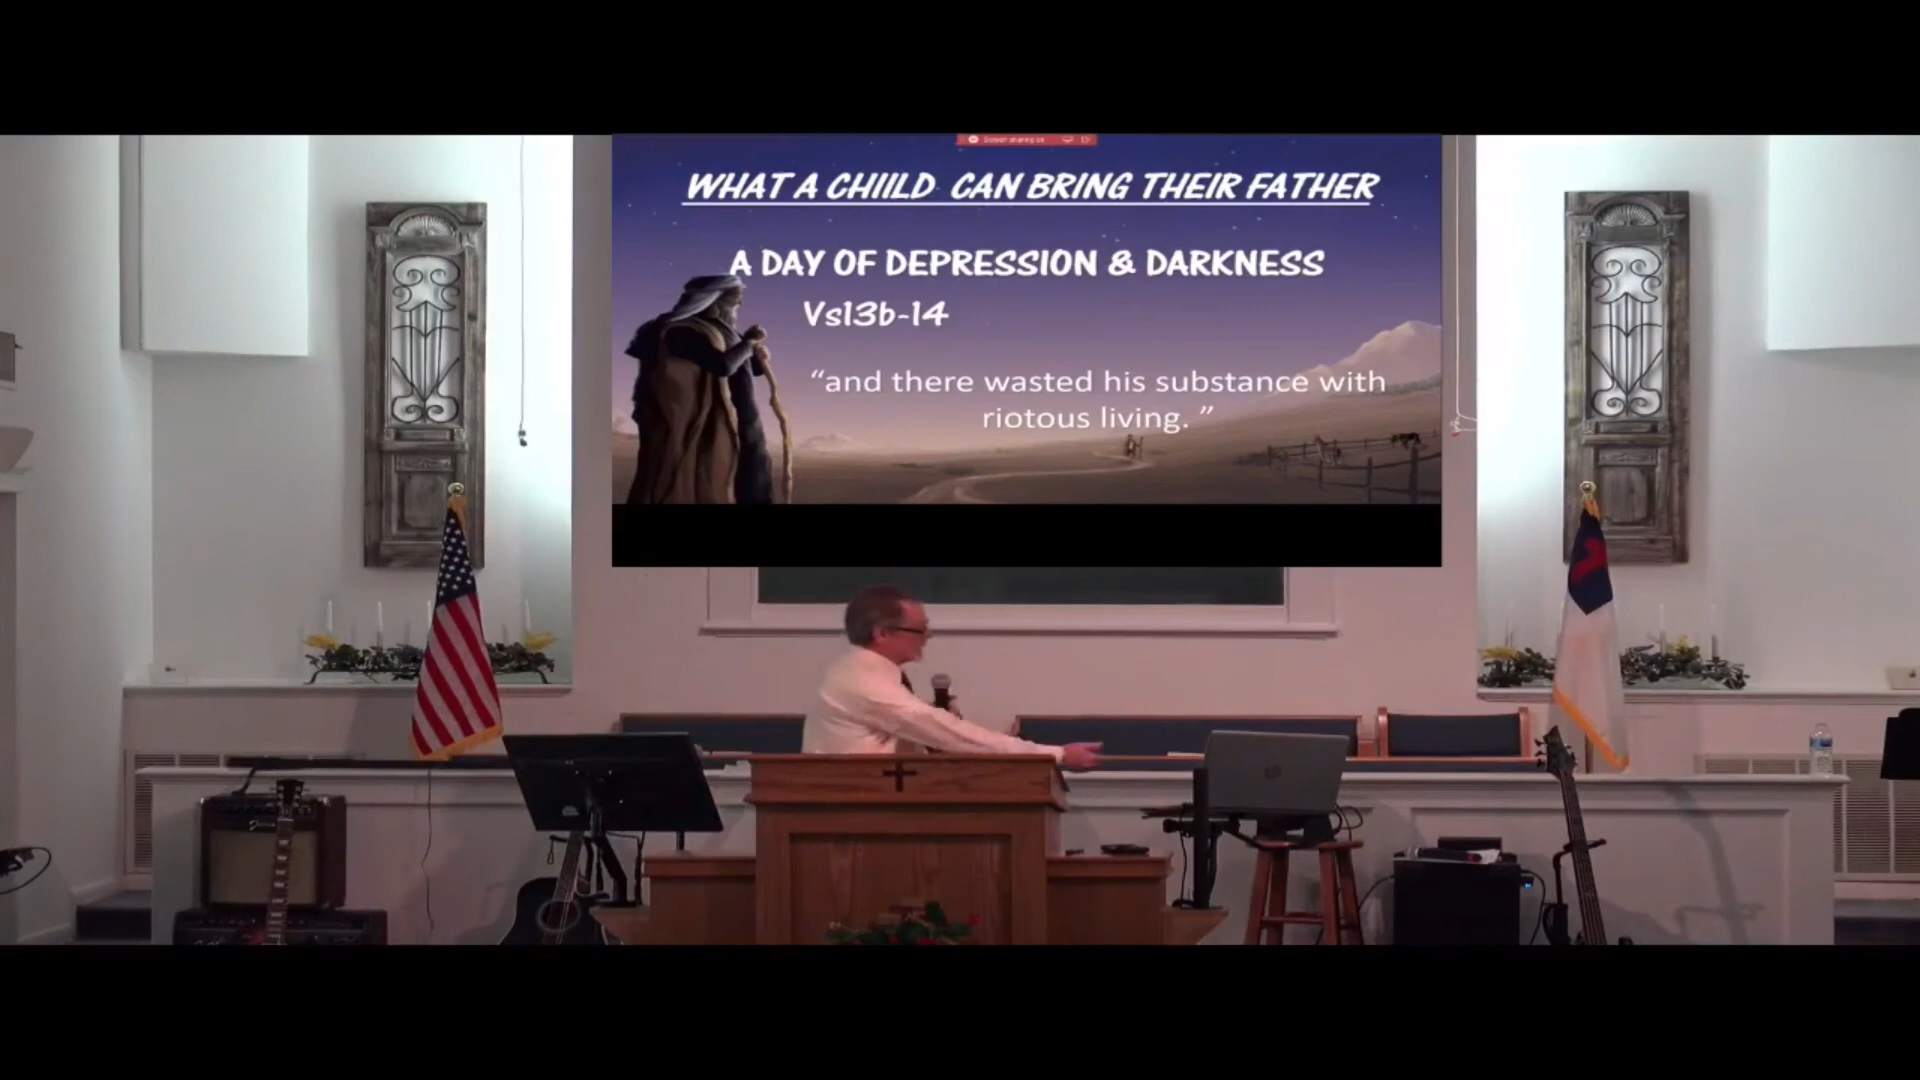 WHAT A CHIILD CAN BRING THEIR FATHER
A DAY OF DEPRESSION & DARKNESS
Vs13b-14
“and there wasted his substance with
riotous living. ”